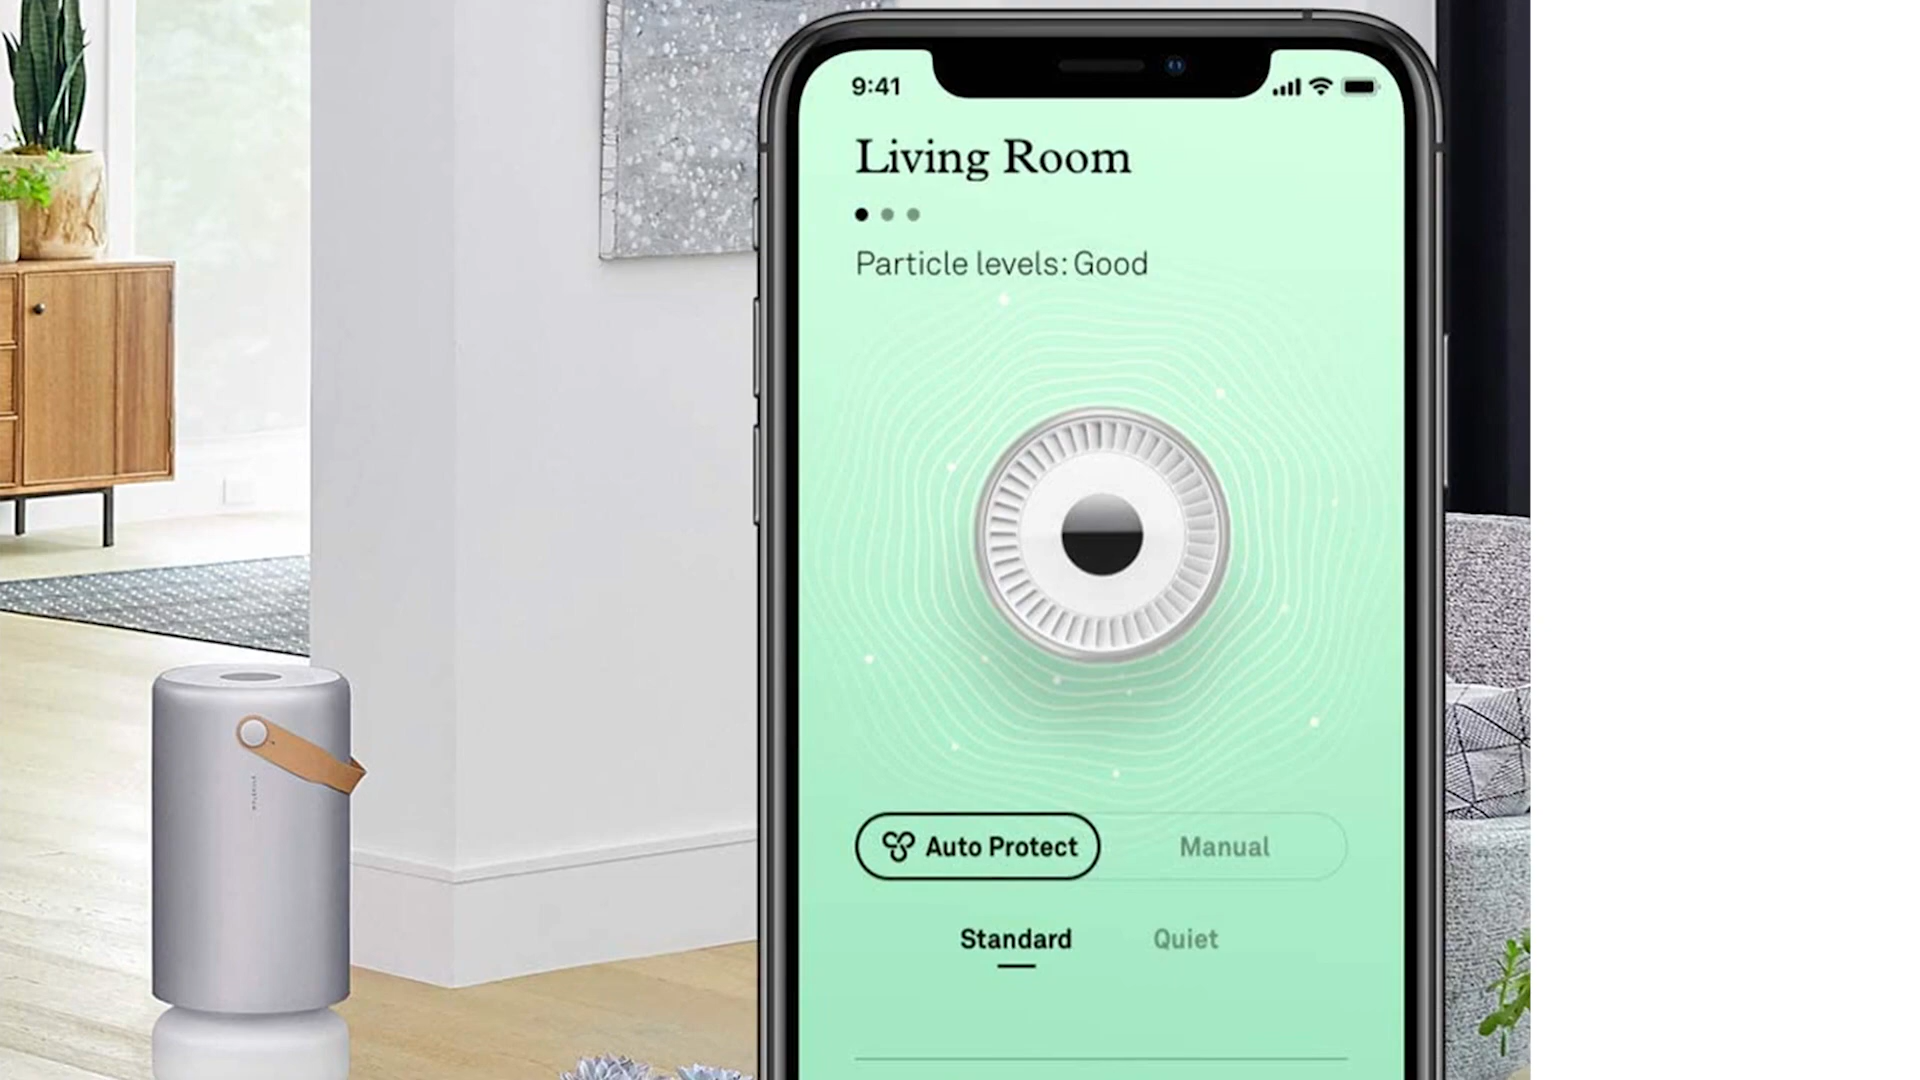 9:41
Living Room
Particle levels: Good
Auto Protect
Manual
Standard
Quiet